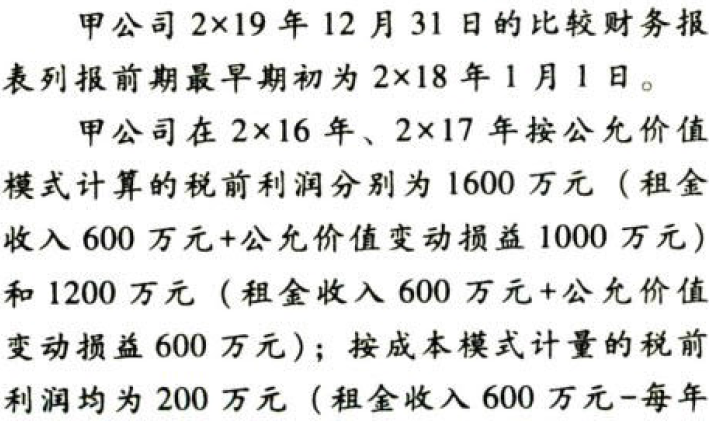 甲公司 2×19 年 12 月 31 日的比较财务报
表列报前期最早期初为 2×18 年 1 月 1 日。
甲公司在 2×16 年、2×17 年按公允价值
模式计算的税前利润分别为 1600 万元（租金
收入 600 万元+公允价值变动损益 1000 万元）
和 1200 万元（租金收入 600 万元+公允价值
变动损益 600 万元）；按成本模式计量的税前
利润均为 200 万元（租金收入 600 万元-每年